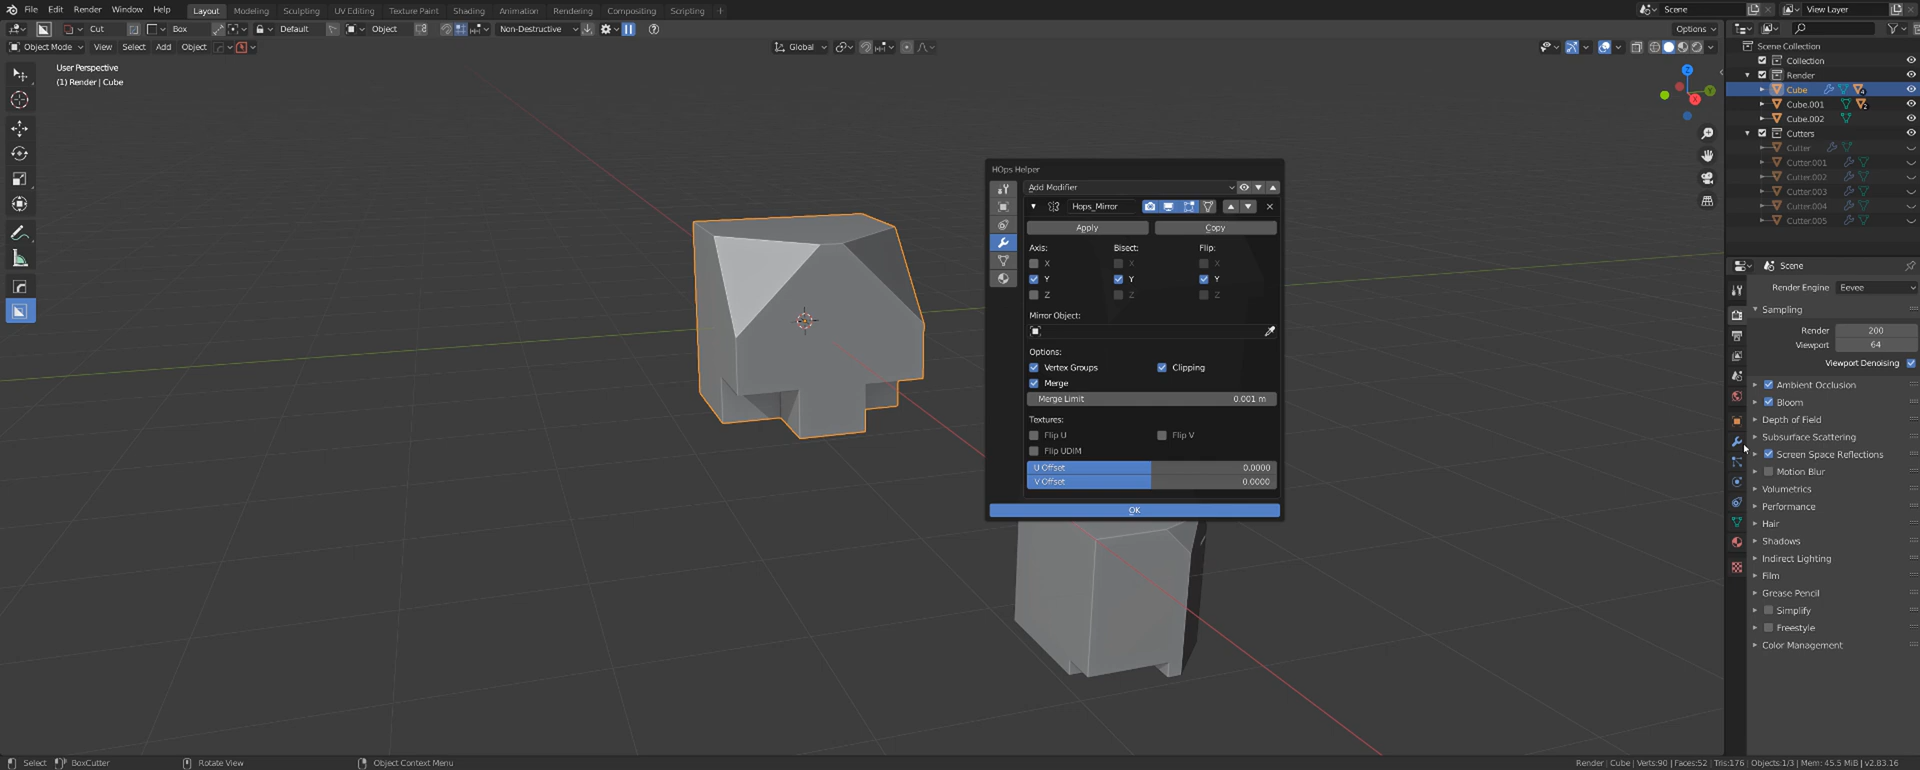 File Edit Render Window Help Layout Modeling Sculpting UV Editing Texture Paint Shading Animation Rendering Compositing Scripting + Scene View Layer
Cut Box Default Object Non-Destructive Options
Object Mode View Select Add Object Global
User Perspective
(1) Render | Cube
HOps Helper
Add Modifier
Hops_Mirror
Apply Copy
Axis: Bisect: Flip:
X X X
Y Y Y
Z Z Z
Mirror Object:
Options:
Vertex Groups Clipping
Merge
Merge Limit 0.001 m
Textures:
Flip U Flip V
Flip UDIM
U Offset 0.0000
V Offset 0.0000
OK
Z
Y
X
Scene Collection
Collection
Render
Cube 4
Cube.001 2
Cube.002
Cutters
Cutter
Cutter.001
Cutter.002
Cutter.003
Cutter.004
Cutter.005
Scene
Render Engine Eevee
Sampling
Render 200
Viewport 64
Viewport Denoising
Ambient Occlusion
Bloom
Depth of Field
Subsurface Scattering
Screen Space Reflections
Motion Blur
Volumetrics
Performance
Hair
Shadows
Indirect Lighting
Film
Grease Pencil
Simplify
Freestyle
Color Management
Select BoxCutter Rotate View Object Context Menu Render | Cube | Verts:90 | Faces:52 | Tris:176 | Objects:1/3 | Mem: 45.5 MiB | v2.83.16